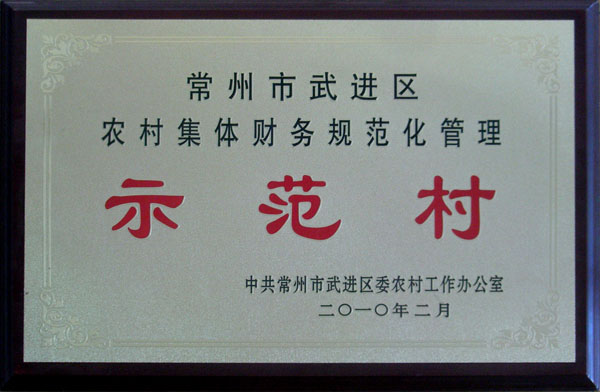 常州市武进区
农村集体财务规范化管理
示范村
中共常州市武进区委农村工作办公室
二〇一〇年二月